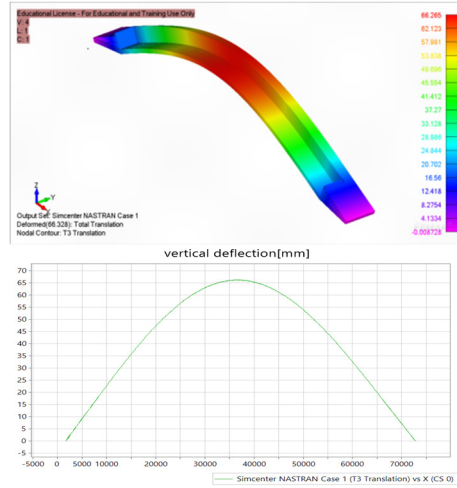 Educational License - For Educational and Training Use Only
V: 4
L: 1
C: 1
66.265
62.123
57.981
49.696
45.554
41.412
37.27
33.128
28.986
24.844
20.702
16.56
12.418
8.2754
4.1334
-0.008728
Z
Y
Output Set: Simcenter NASTRAN Case 1
Deformed(66.328): Total Translation
Nodal Contour: T3 Translation
vertical deflection[mm]
70
65
60
55
50
45
40
35
30
25
20
15
10
5
0
-5
-5000 0 5000 10000 20000 30000 40000 50000 60000 70000
Simcenter NASTRAN Case 1 (T3 Translation) vs X (CS 0)